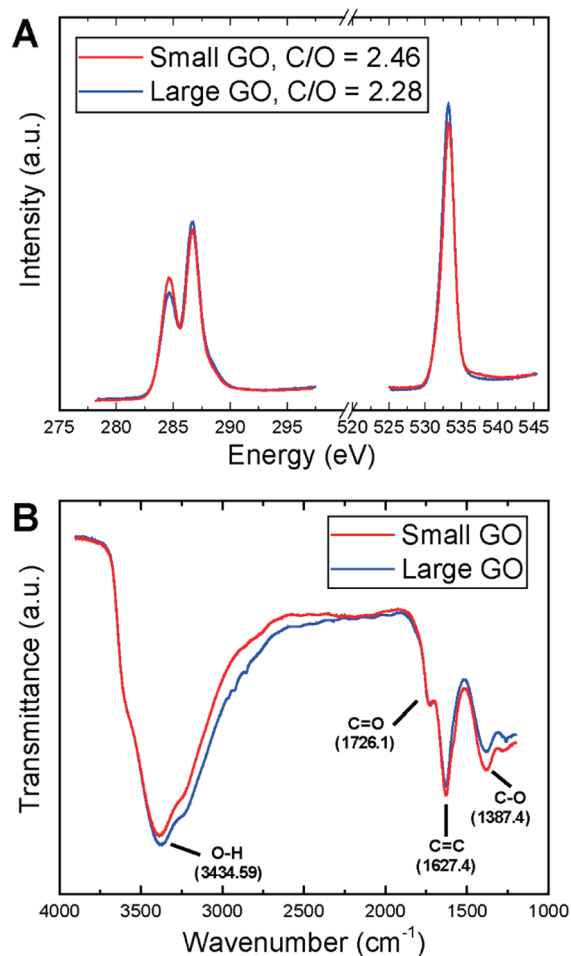 A
Small GO, C/O = 2.46
Large GO, C/O = 2.28
Intensity (a.u.)
275 280 285 290 295 520 525 530 535 540 545
Energy (eV)
B
Small GO
Large GO
Transmittance (a.u.)
C=O
(1726.1)
C-O
(1387.4)
C=C
(1627.4)
O-H
(3434.59)
4000 3500 3000 2500 2000 1500 1000
Wavenumber (cm⁻¹)